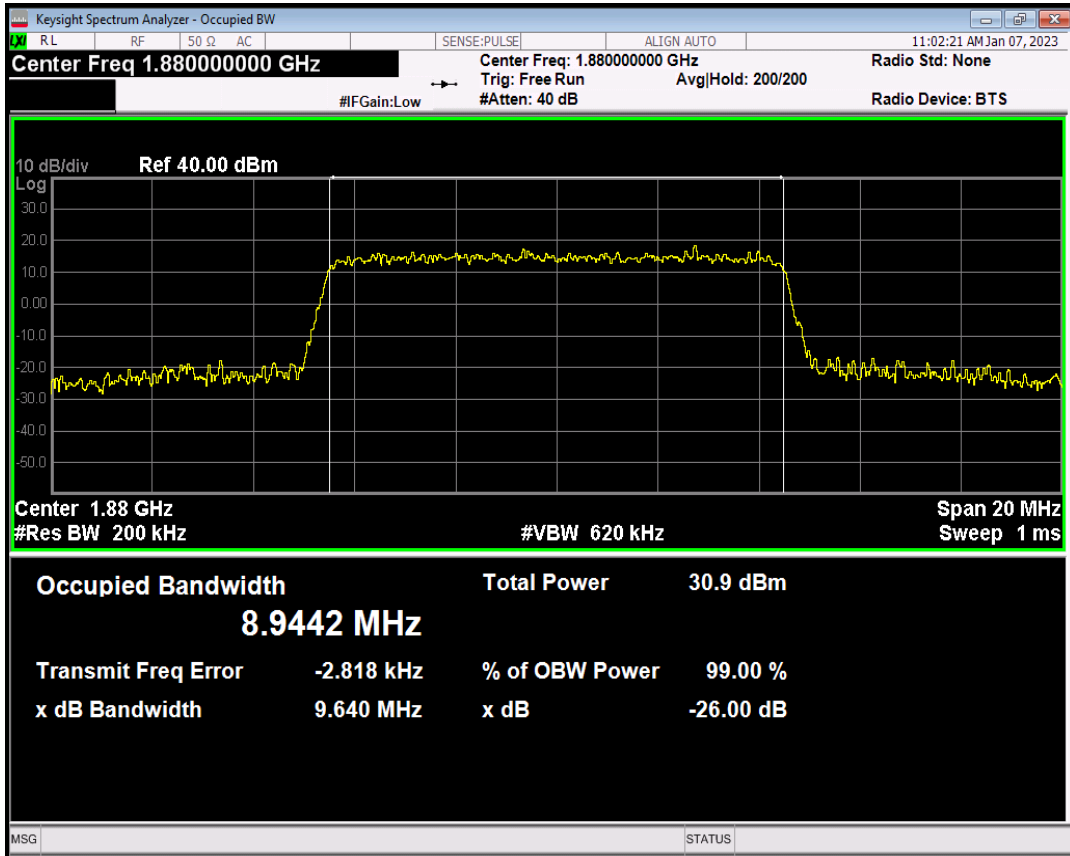 Keysight Spectrum Analyzer - Occupied BW
LXI RL RF 50 Ω AC SENSE:PULSE ALIGN AUTO 11:02:21 AM Jan 07, 2023
Center Freq 1.880000000 GHz Center Freq: 1.880000000 GHz Radio Std: None
Trig: Free Run Avg|Hold: 200/200
#IFGain:Low #Atten: 40 dB Radio Device: BTS
10 dB/div Ref 40.00 dBm
Log
30.0
20.0
10.0
0.00
-10.0
-20.0
-30.0
-40.0
-50.0
Center 1.88 GHz Span 20 MHz
#Res BW 200 kHz #VBW 620 kHz Sweep 1 ms
Occupied Bandwidth Total Power 30.9 dBm
8.9442 MHz
Transmit Freq Error -2.818 kHz % of OBW Power 99.00 %
x dB Bandwidth 9.640 MHz x dB -26.00 dB
MSG STATUS